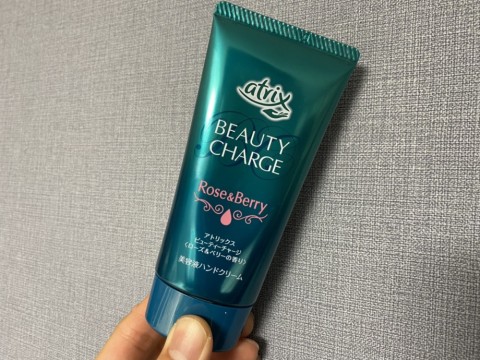 atrix
BEAUTY
CHARGE
Rose&Berry
アトリックス
ビューティーチャージ
〈ローズ&ベリーの香り〉
美容液ハンドクリーム